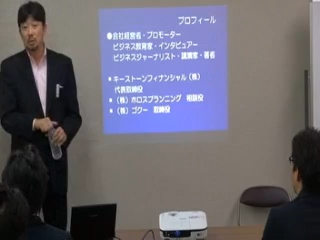 プロフィール
●会社経営者・プロモーター
ビジネス教育家・インタビュアー
ビジネスジャーナリスト・講演家・著者
●キーストーンフィナンシャル（株）
代表取締役
●（株）ホロスプランニング 相談役
●（株）ゴクー 取締役